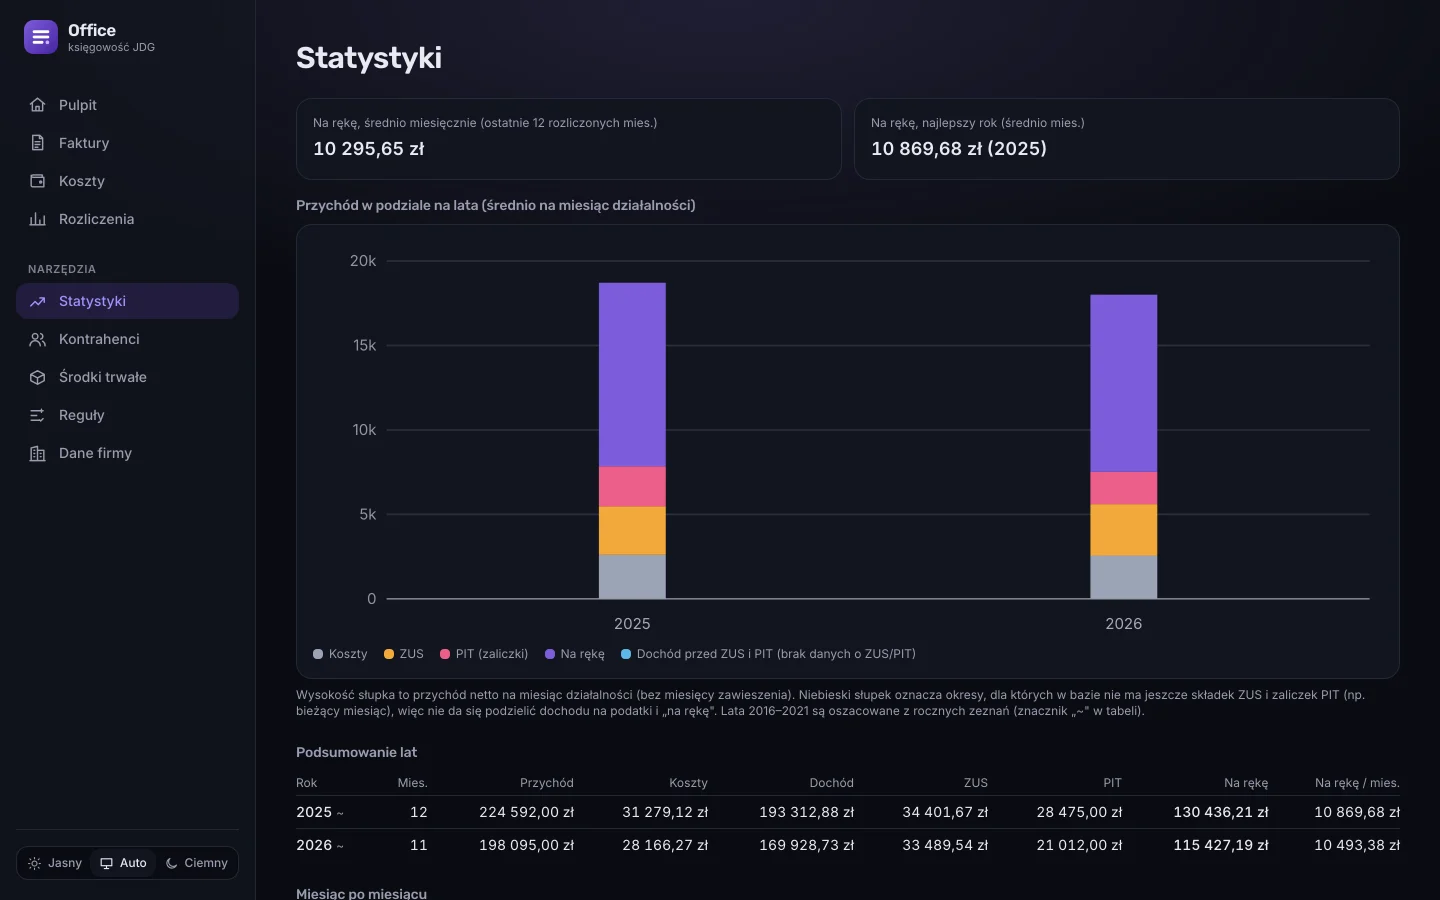 Office
księgowość JDG
Pulpit
Faktury
Koszty
Rozliczenia
NARZĘDZIA
Statystyki
Kontrahenci
Środki trwałe
Reguły
Dane firmy
Jasny Auto Ciemny
Statystyki
Na rękę, średnio miesięcznie (ostatnie 12 rozliczonych mies.)
10 295,65 zł
Na rękę, najlepszy rok (średnio mies.)
10 869,68 zł (2025)
Przychód w podziale na lata (średnio na miesiąc działalności)
20k
15k
10k
5k
0
2025 2026
Koszty ZUS PIT (zaliczki) Na rękę Dochód przed ZUS i PIT (brak danych o ZUS/PIT)
Wysokość słupka to przychód netto na miesiąc działalności (bez miesięcy zawieszenia). Niebieski słupek oznacza okresy, dla których w bazie nie ma jeszcze składek ZUS i zaliczek PIT (np.
bieżący miesiąc), więc nie da się podzielić dochodu na podatki i „na rękę". Lata 2016–2021 są oszacowane z rocznych zeznań (znacznik „~" w tabeli).
Podsumowanie lat
Rok Mies. Przychód Koszty Dochód ZUS PIT Na rękę Na rękę / mies.
2025 ~ 12 224 592,00 zł 31 279,12 zł 193 312,88 zł 34 401,67 zł 28 475,00 zł 130 436,21 zł 10 869,68 zł
2026 ~ 11 198 095,00 zł 28 166,27 zł 169 928,73 zł 33 489,54 zł 21 012,00 zł 115 427,19 zł 10 493,38 zł
Miesiąc po miesiącu